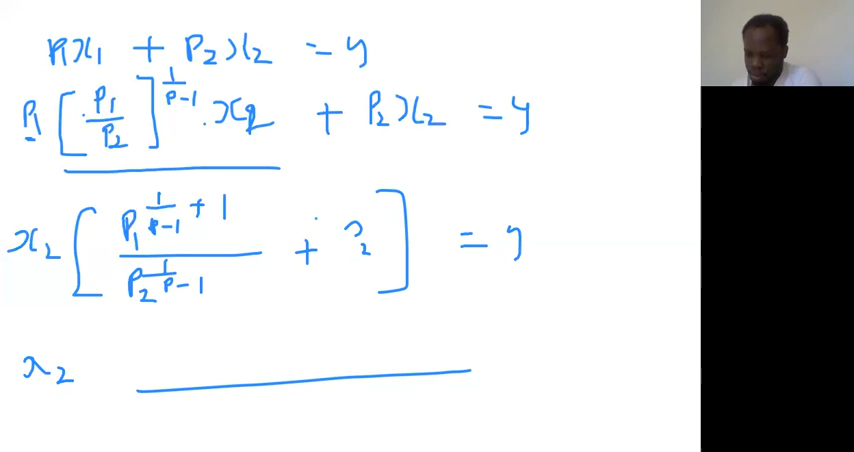 P1x1 + P2x2 = y
P1 [P1/P2]^(1/(P-1)) . x2 + P2x2 = y
x2 [P1^(1/(P-1) + 1) / P2^(1/(P-1)) + P2] = y
x2